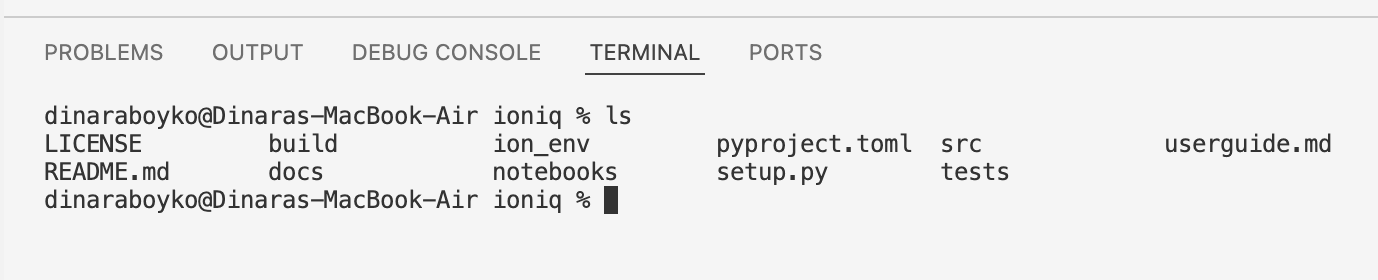 PROBLEMS OUTPUT DEBUG CONSOLE TERMINAL PORTS
dinaraboyko@Dinaras-MacBook-Air ioniq % ls
LICENSE build ion_env pyproject.toml src userguide.md
README.md docs notebooks setup.py tests
dinaraboyko@Dinaras-MacBook-Air ioniq %